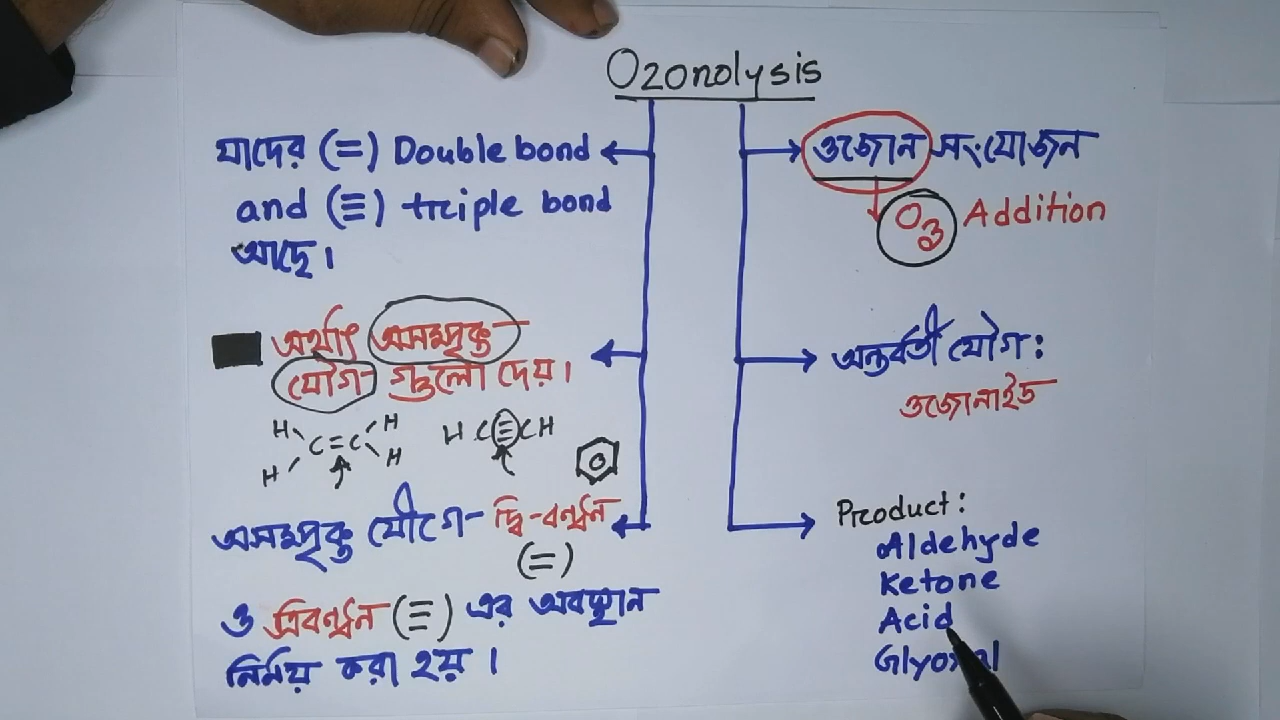 Ozonolysis
যাদের (=) Double bond
and (≡) triple bond
আছে।
অর্থাৎ অসম্পৃক্ত
যৌগ গুলো দেয়।
H H
C=C
H H
H C≡CH
অসম্পৃক্ত যৌগে দ্বি-বন্ধন
(=)
ও ত্রিবন্ধন (≡) এর অবস্থান
নির্ণয় করা হয়।
ওজোন সংযোজন
O3 Addition
অন্তর্বর্তী যৌগ:
ওজোনাইড
Product:
Aldehyde
Ketone
Acid
Glyoxal